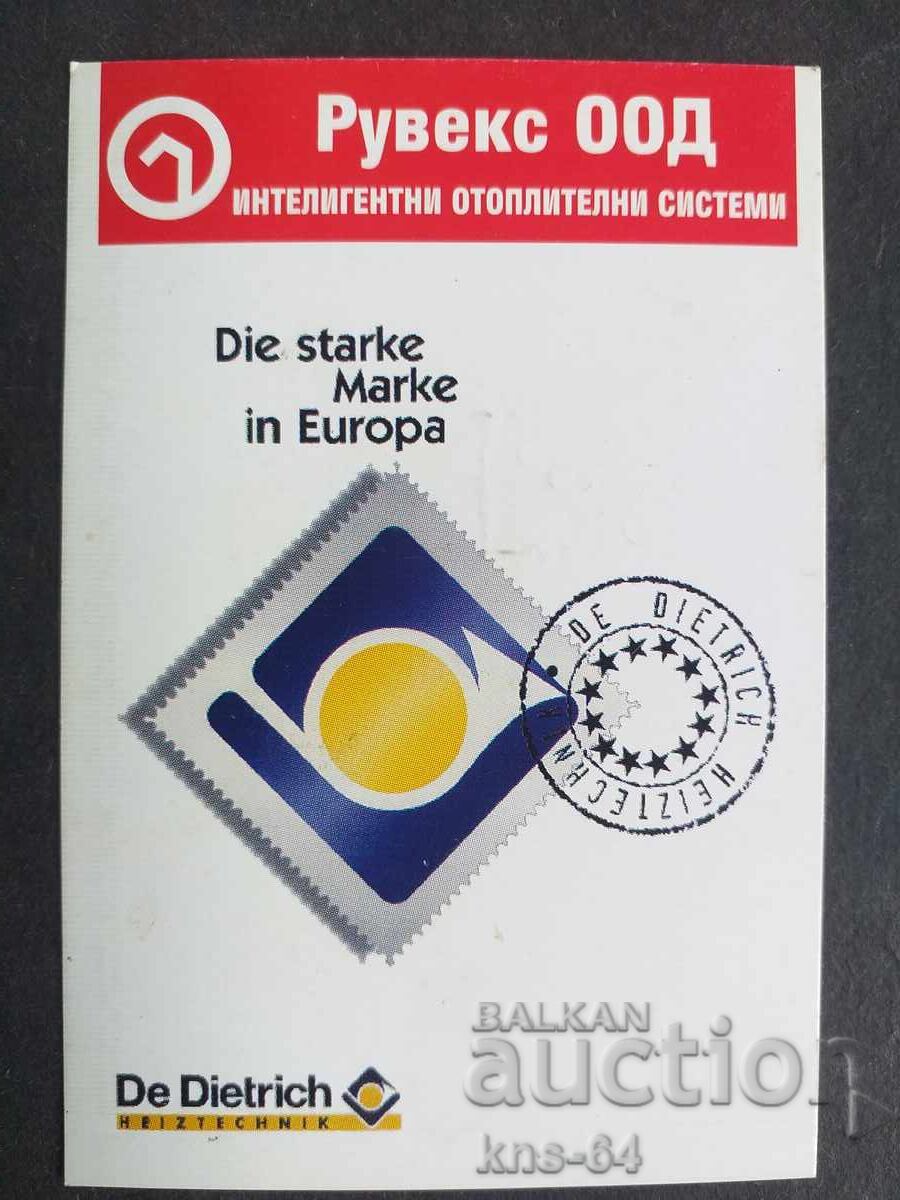 Рувекс ООД
ИНТЕЛИГЕНТНИ ОТОПЛИТЕЛНИ СИСТЕМИ
Die starke
Marke
in Europa
DE DIETRICH HEIZTECHNIK
De Dietrich
HEIZTECHNIK
BALKAN
auction
kns-64